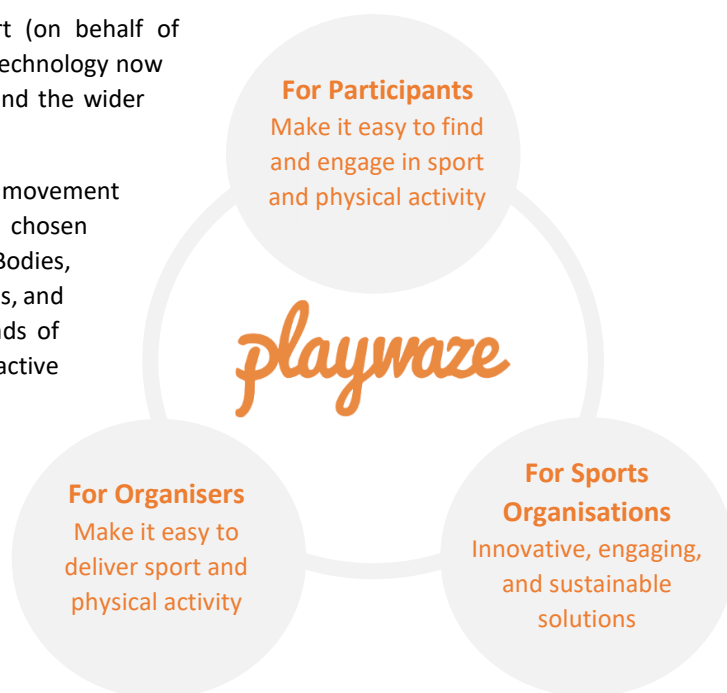 rt (on behalf of
echnology now
nd the wider
movement
chosen
Bodies,
s, and
ds of
active
For Participants
Make it easy to find
and engage in sport
and physical activity
playwaze
For Organisers
Make it easy to
deliver sport and
physical activity
For Sports
Organisations
Innovative, engaging,
and sustainable
solutions